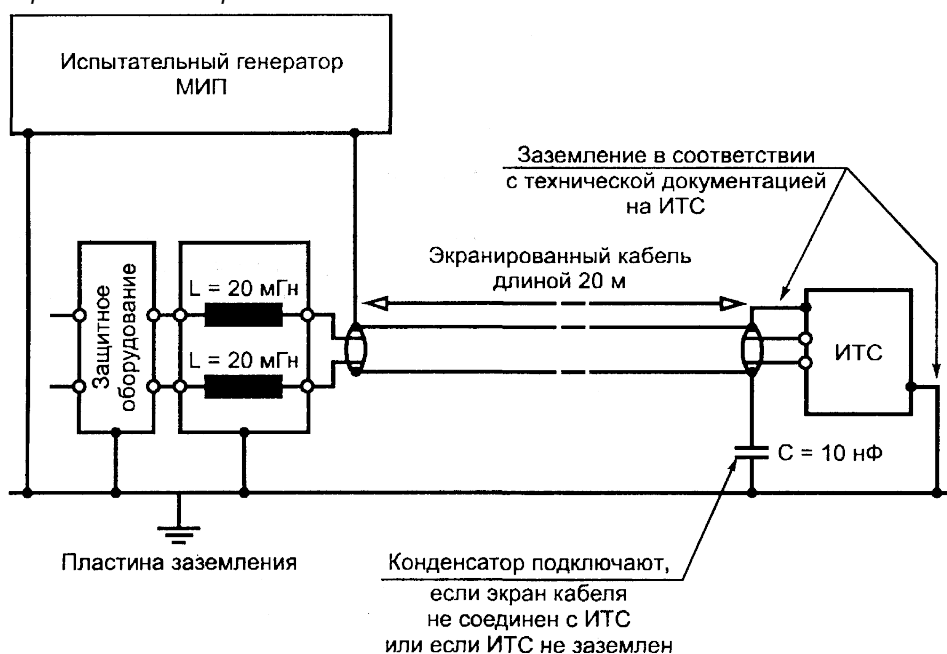 Испытательный генератор
МИП
Заземление в соответствии
с технической документацией
на ИТС
Экранированный кабель
длиной 20 м
Защитное
оборудование
L = 20 мГн
L = 20 мГн
ИТС
C = 10 нФ
Пластина заземления
Конденсатор подключают,
если экран кабеля
не соединен с ИТС
или если ИТС не заземлен